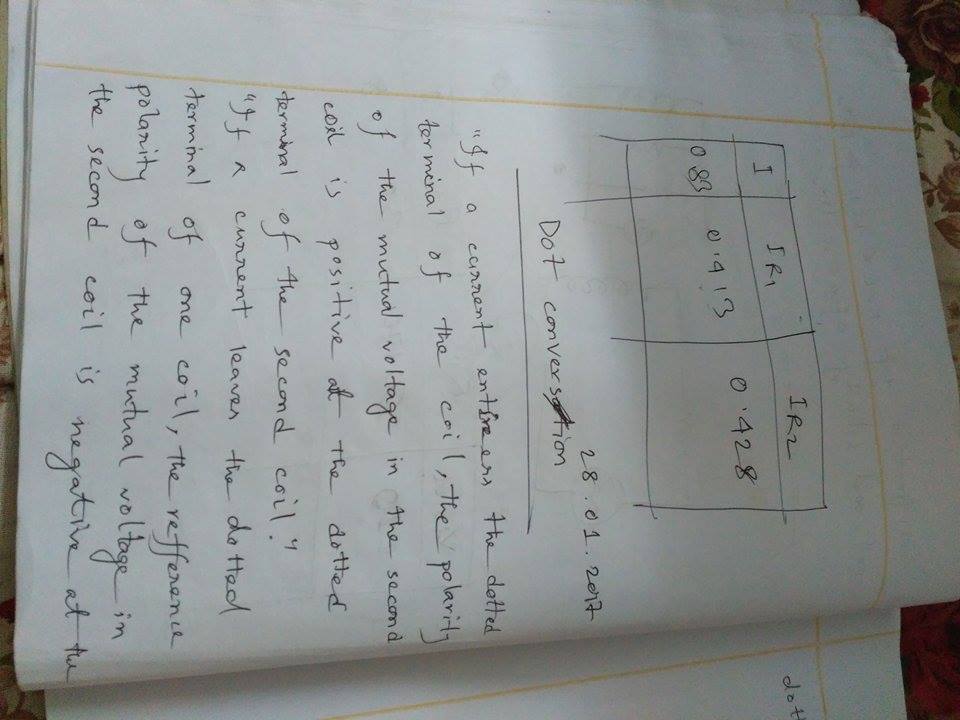 I IR1 IR2
0.83 0.413 0.428
28.01.2017
Dot conversation
"If a current enters the dotted
terminal of the coil, the polarity
of the mutual voltage in the second
coil is positive at the dotted
terminal of the second coil."
"If a current leaves the dotted
terminal of one coil, the refference
polarity of the mutual voltage in
the second coil is negative at the
dott